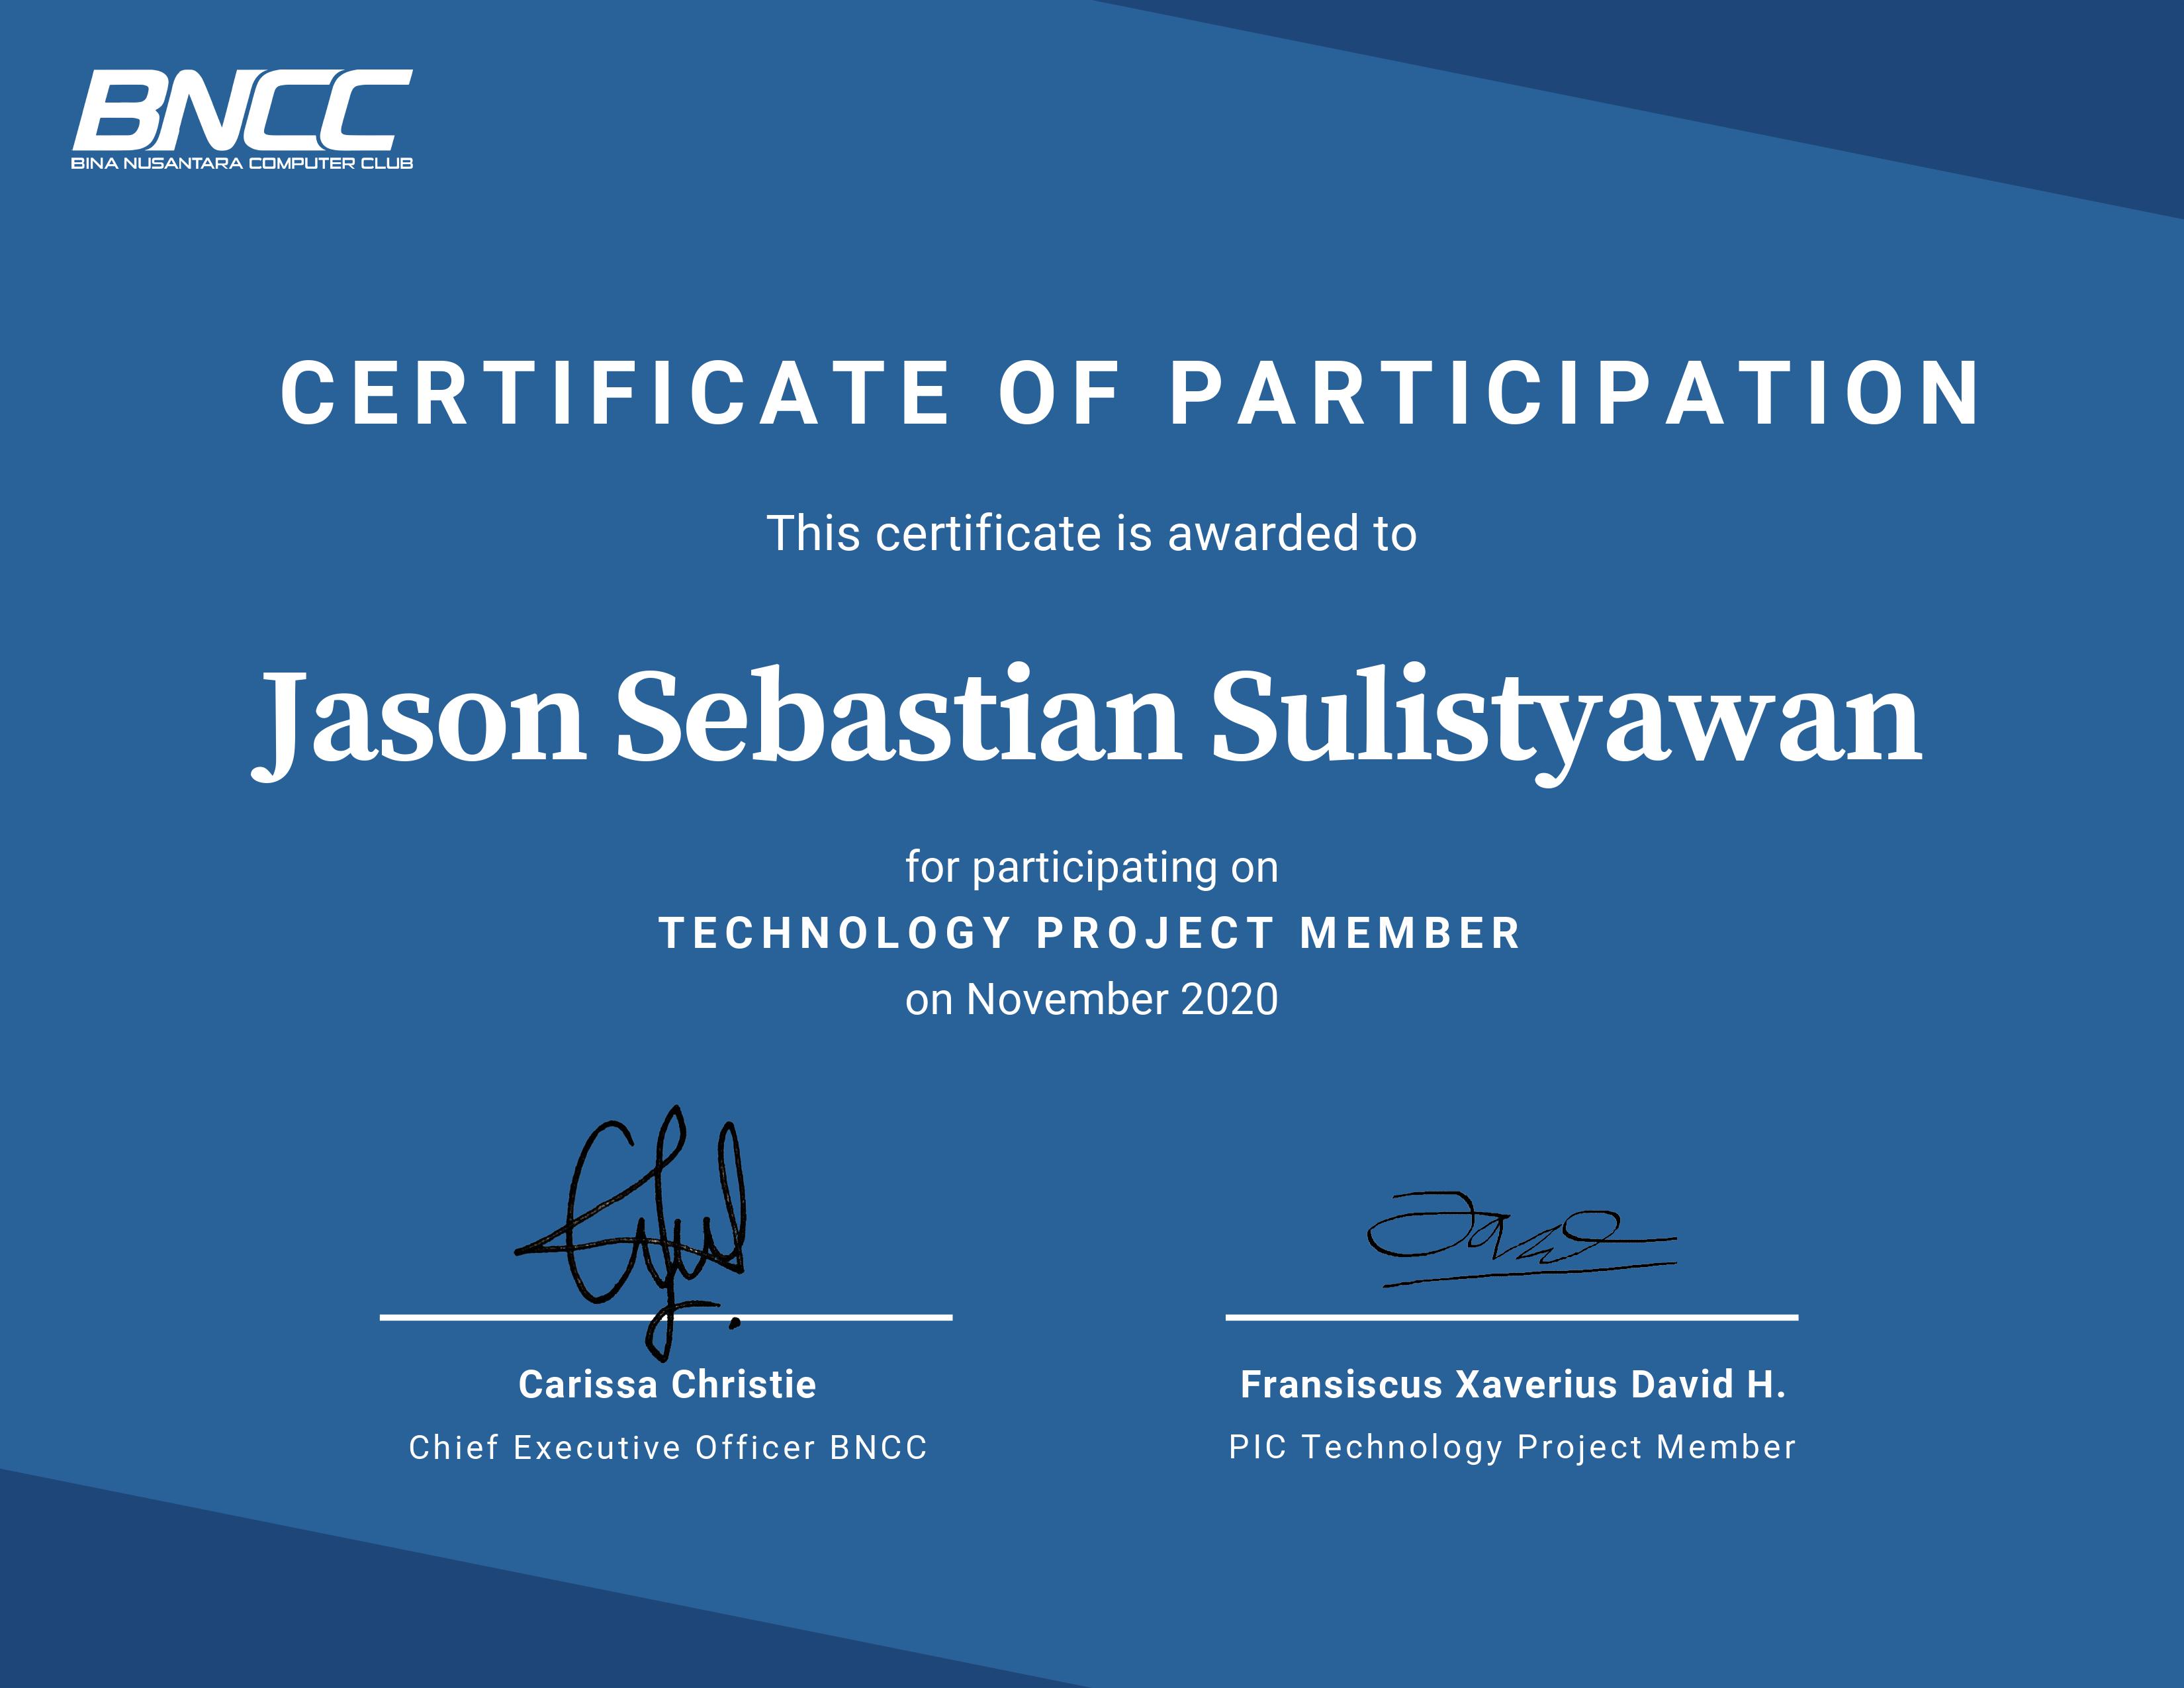 BNCC
BINA NUSANTARA COMPUTER CLUB
CERTIFICATE OF PARTICIPATION
This certificate is awarded to
Jason Sebastian Sulistyawan
for participating on
TECHNOLOGY PROJECT MEMBER
on November 2020
Carissa Christie
Chief Executive Officer BNCC
Fransiscus Xaverius David H.
PIC Technology Project Member